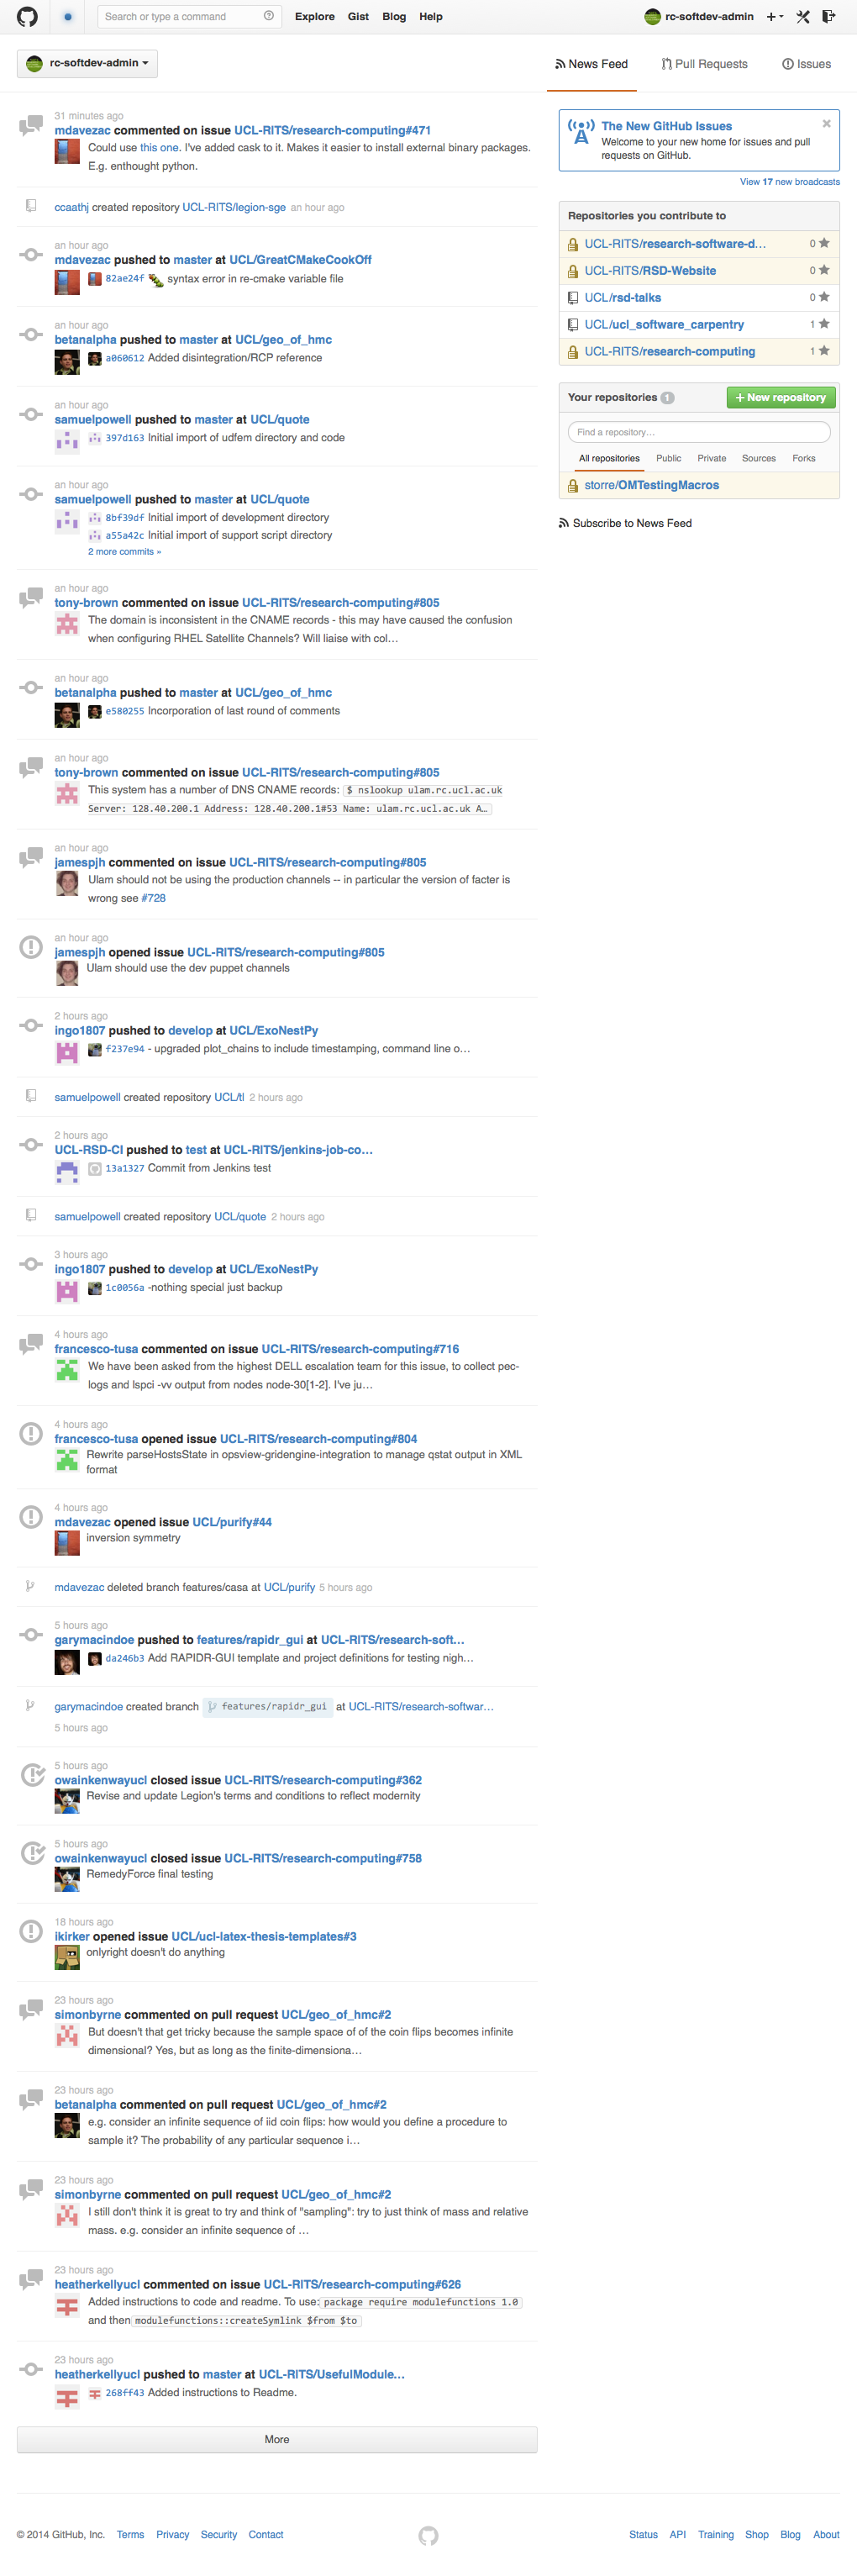 Search or type a command
Explore Gist Blog Help
rc-softdev-admin
rc-softdev-admin
News Feed Pull Requests Issues
31 minutes ago
mdavezac commented on issue UCL-RITS/research-computing#471
Could use this one. I've added cask to it. Makes it easier to install external binary packages.
E.g. enthought python.
ccaathj created repository UCL-RITS/legion-sge an hour ago
an hour ago
mdavezac pushed to master at UCL/GreatCMakeCookOff
82ae24f syntax error in re-cmake variable file
an hour ago
betanalpha pushed to master at UCL/geo_of_hmc
a060612 Added disintegration/RCP reference
an hour ago
samuelpowell pushed to master at UCL/quote
397d163 Initial import of udfem directory and code
an hour ago
samuelpowell pushed to master at UCL/quote
8bf39df Initial import of development directory
a55a42c Initial import of support script directory
2 more commits »
an hour ago
tony-brown commented on issue UCL-RITS/research-computing#805
The domain is inconsistent in the CNAME records - this may have caused the confusion
when configuring RHEL Satellite Channels? Will liaise with col…
an hour ago
betanalpha pushed to master at UCL/geo_of_hmc
e580255 Incorporation of last round of comments
an hour ago
tony-brown commented on issue UCL-RITS/research-computing#805
This system has a number of DNS CNAME records: $ nslookup ulam.rc.ucl.ac.uk
Server: 128.40.200.1 Address: 128.40.200.1#53 Name: ulam.rc.ucl.ac.uk A…
an hour ago
jamespjh commented on issue UCL-RITS/research-computing#805
Ulam should not be using the production channels -- in particular the version of facter is
wrong see #728
an hour ago
jamespjh opened issue UCL-RITS/research-computing#805
Ulam should use the dev puppet channels
2 hours ago
ingo1807 pushed to develop at UCL/ExoNestPy
f237e94 - upgraded plot_chains to include timestamping, command line o…
samuelpowell created repository UCL/tl 2 hours ago
2 hours ago
UCL-RSD-CI pushed to test at UCL-RITS/jenkins-job-co…
13a1327 Commit from Jenkins test
samuelpowell created repository UCL/quote 2 hours ago
3 hours ago
ingo1807 pushed to develop at UCL/ExoNestPy
1c0056a -nothing special just backup
4 hours ago
francesco-tusa commented on issue UCL-RITS/research-computing#716
We have been asked from the highest DELL escalation team for this issue, to collect pec-
logs and lspci -vv output from nodes node-30[1-2]. I've ju…
4 hours ago
francesco-tusa opened issue UCL-RITS/research-computing#804
Rewrite parseHostsState in opsview-gridengine-integration to manage qstat output in XML
format
4 hours ago
mdavezac opened issue UCL/purify#44
inversion symmetry
mdavezac deleted branch features/casa at UCL/purify 5 hours ago
5 hours ago
garymacindoe pushed to features/rapidr_gui at UCL-RITS/research-soft…
da246b3 Add RAPIDR-GUI template and project definitions for testing nigh…
garymacindoe created branch features/rapidr_gui at UCL-RITS/research-softwar…
5 hours ago
5 hours ago
owainkenwayucl closed issue UCL-RITS/research-computing#362
Revise and update Legion's terms and conditions to reflect modernity
5 hours ago
owainkenwayucl closed issue UCL-RITS/research-computing#758
RemedyForce final testing
18 hours ago
ikirker opened issue UCL/ucl-latex-thesis-templates#3
onlyright doesn't do anything
23 hours ago
simonbyrne commented on pull request UCL/geo_of_hmc#2
But doesn't that get tricky because the sample space of of the coin flips becomes infinite
dimensional? Yes, but as long as the finite-dimensiona…
23 hours ago
betanalpha commented on pull request UCL/geo_of_hmc#2
e.g. consider an infinite sequence of iid coin flips: how would you define a procedure to
sample it? The probability of any particular sequence i…
23 hours ago
simonbyrne commented on pull request UCL/geo_of_hmc#2
I still don't think it is great to try and think of "sampling": try to just think of mass and relative
mass. e.g. consider an infinite sequence of …
23 hours ago
heatherkellyucl commented on issue UCL-RITS/research-computing#626
Added instructions to code and readme. To use: package require modulefunctions 1.0
and then modulefunctions::createSymlink $from $to
23 hours ago
heatherkellyucl pushed to master at UCL-RITS/UsefulModule…
268ff43 Added instructions to Readme.
More
The New GitHub Issues
Welcome to your new home for issues and pull
requests on GitHub.
View 17 new broadcasts
Repositories you contribute to
UCL-RITS/research-software-d… 0
UCL-RITS/RSD-Website 0
UCL/rsd-talks 0
UCL/ucl_software_carpentry 1
UCL-RITS/research-computing 1
Your repositories 1 New repository
Find a repository…
All repositories Public Private Sources Forks
storre/OMTestingMacros
Subscribe to News Feed
© 2014 GitHub, Inc. Terms Privacy Security Contact
Status API Training Shop Blog About